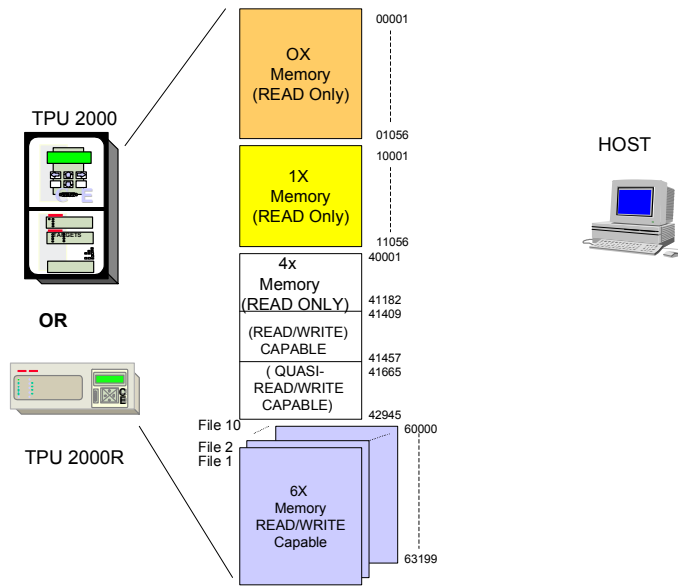 TPU 2000
OR
TPU 2000R
OX
Memory
(READ Only)
00001
01056
1X
Memory
(READ Only)
10001
11056
4x
Memory
(READ ONLY)
40001
41182
(READ/WRITE)
CAPABLE
41409
41457
( QUASI-
READ/WRITE
CAPABLE)
41665
42945
File 10
File 2
File 1
6X
Memory
READ/WRITE
Capable
60000
63199
HOST
C E
TARGETS